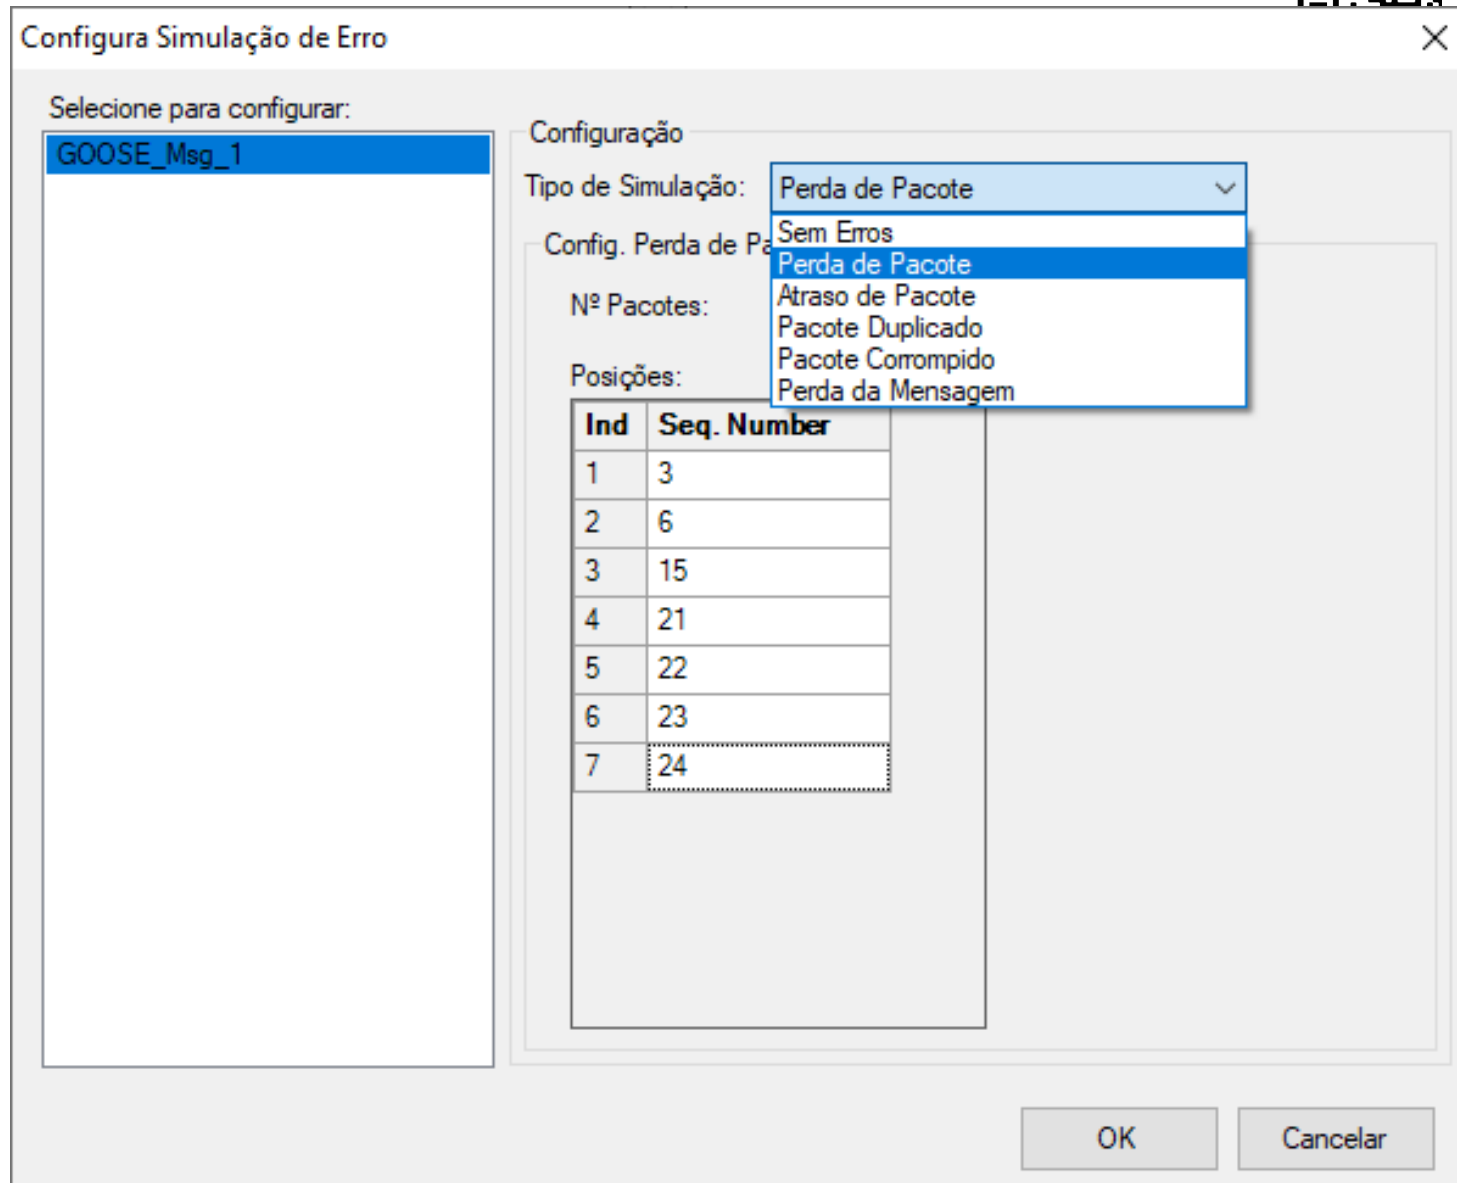 Configura Simulação de Erro
Selecione para configurar:
GOOSE_Msg_1
Configuração
Tipo de Simulação: Perda de Pacote
Sem Erros
Perda de Pacote
Atraso de Pacote
Pacote Duplicado
Pacote Corrompido
Perda da Mensagem
Config. Perda de Pa
Nº Pacotes:
Posições:
Ind Seq. Number
1 3
2 6
3 15
4 21
5 22
6 23
7 24
OK Cancelar